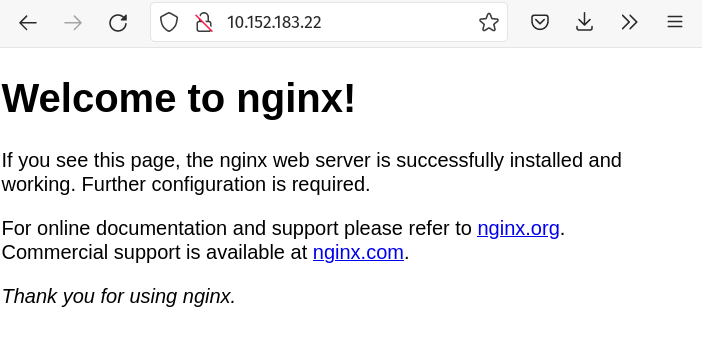 10.152.183.22
Welcome to nginx!
If you see this page, the nginx web server is successfully installed and
working. Further configuration is required.
For online documentation and support please refer to nginx.org.
Commercial support is available at nginx.com.
Thank you for using nginx.